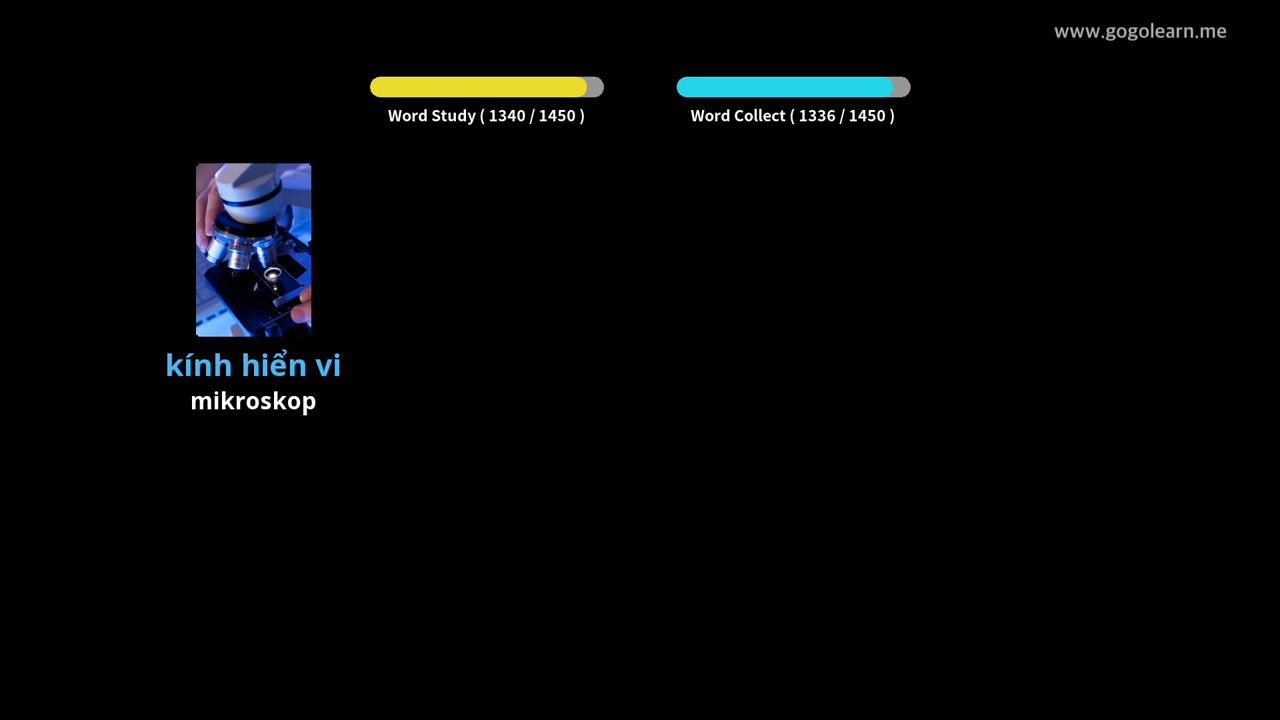 www.gogolearn.me
Word Study ( 1340 / 1450 )
Word Collect ( 1336 / 1450 )
kính hiển vi
mikroskop